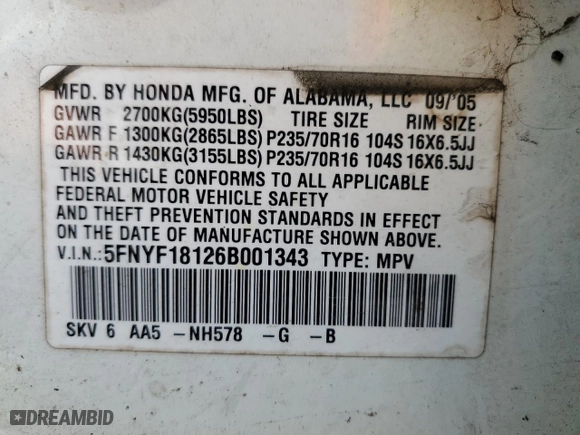 MFD. BY HONDA MFG. OF ALABAMA, LLC 09/'05
GVWR 2700KG(5950LBS) TIRE SIZE RIM SIZE
GAWR F 1300KG(2865LBS) P235/70R16 104S 16X6.5JJ
GAWR R 1430KG(3155LBS) P235/70R16 104S 16X6.5JJ
THIS VEHICLE CONFORMS TO ALL APPLICABLE
FEDERAL MOTOR VEHICLE SAFETY
AND THEFT PREVENTION STANDARDS IN EFFECT
ON THE DATE OF MANUFACTURE SHOWN ABOVE.
V.I.N.: 5FNYF18126B001343 TYPE: MPV
SKV 6 AA5 -NH578 -G -B
DREAMBID